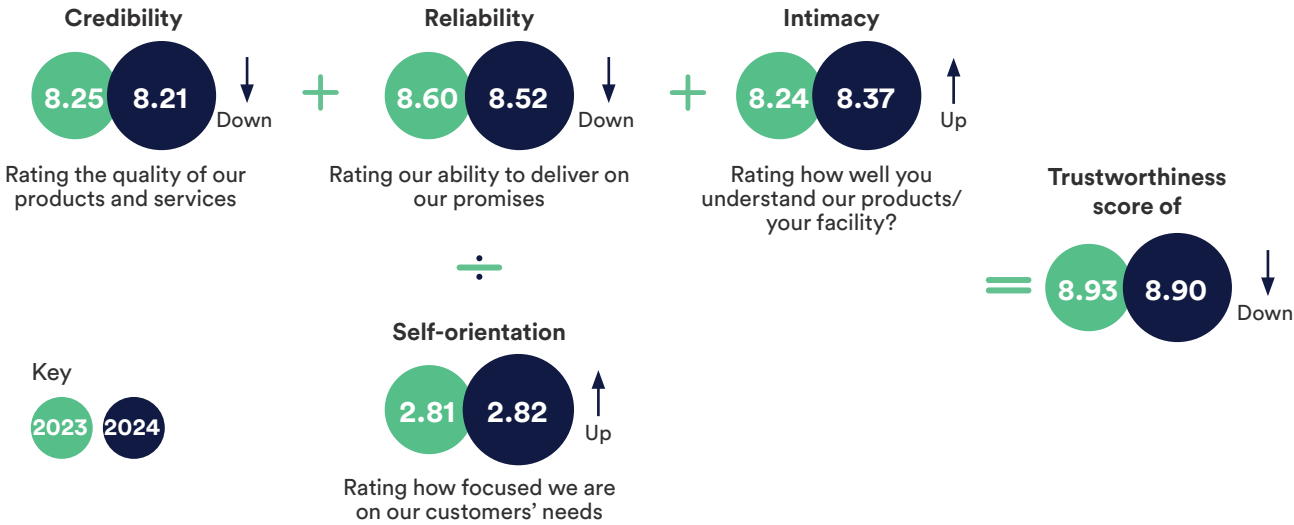 Credibility
8.25
8.21
Down
Rating the quality of our
products and services
+
Reliability
8.60
8.52
Down
Rating our ability to deliver on
our promises
+
Intimacy
8.24
8.37
Up
Rating how well you
understand our products/
your facility?
÷
Self-orientation
2.81
2.82
Up
Rating how focused we are
on our customers’ needs
=
Trustworthiness
score of
8.93
8.90
Down
Key
2023
2024